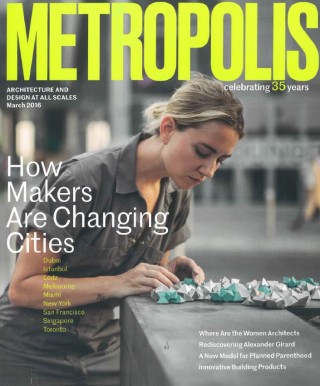 METROPOLIS
celebrating 35 years
ARCHITECTURE AND
DESIGN AT ALL SCALES
March 2016
How
Makers
Are Changing
Cities
Dubai
Istanbul
Lodz
Melbourne
Miami
New York
San Francisco
Singapore
Toronto
Where Are the Women Architects
Rediscovering Alexander Girard
A New Model for Planned Parenthood
Innovative Building Products